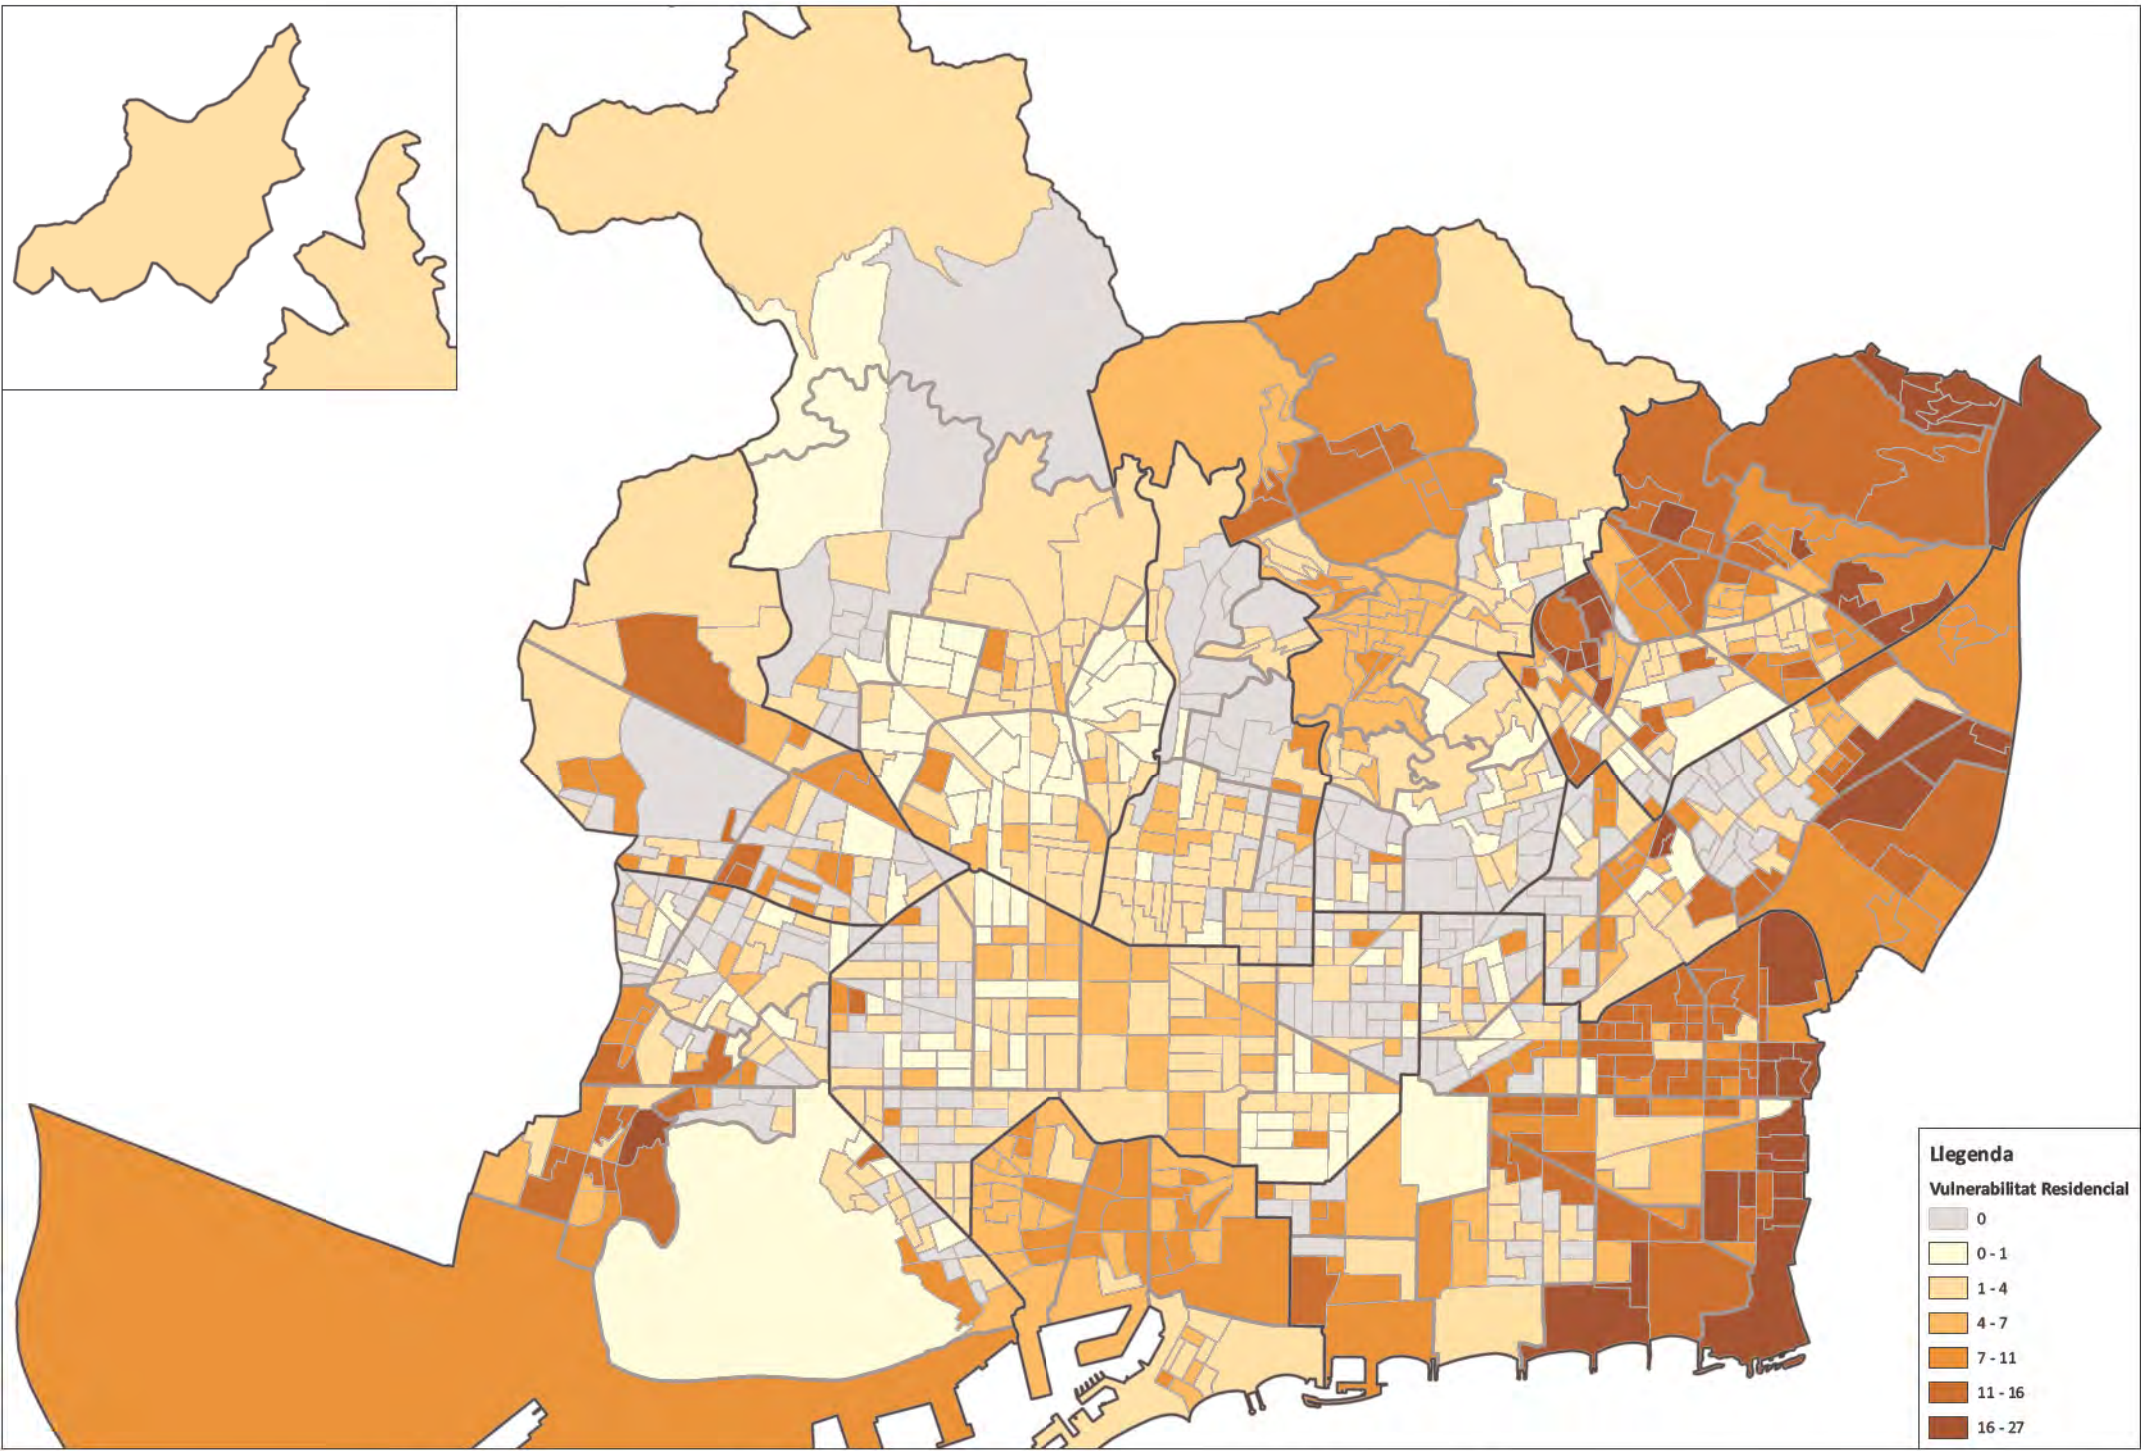 Llegenda
Vulnerabilitat Residencial
0
0 - 1
1 - 4
4 - 7
7 - 11
11 - 16
16 - 27